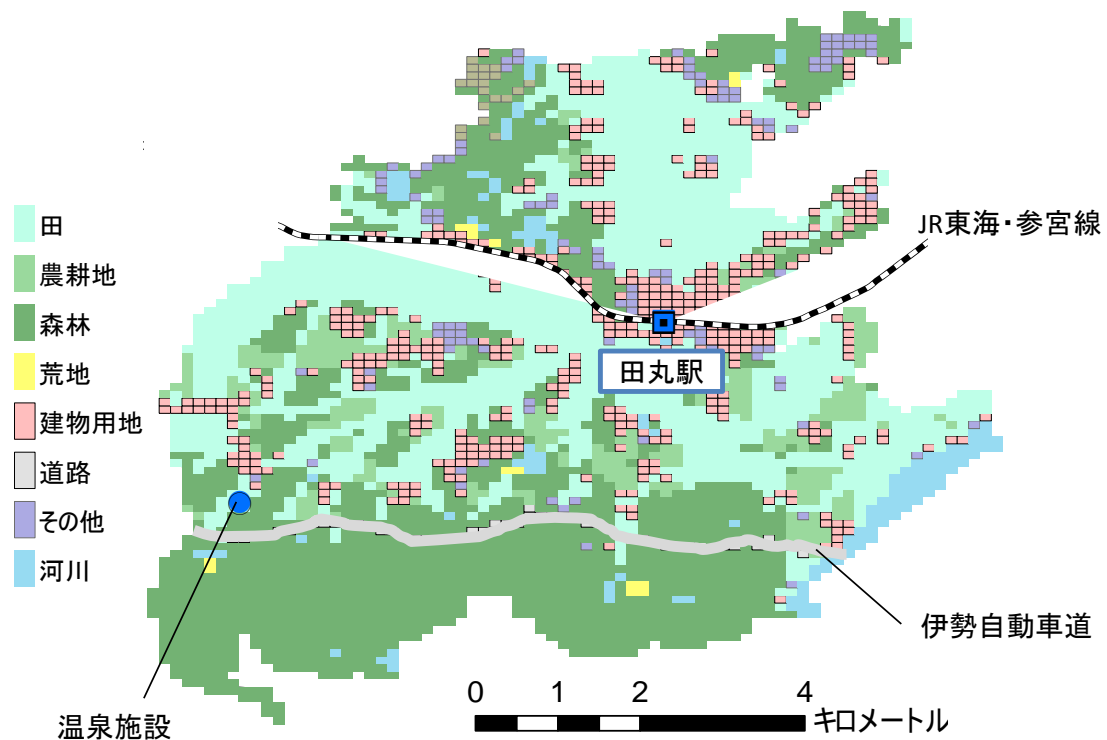 JR東海・参宮線
田
農耕地
森林
荒地
建物用地
道路
その他
河川
田丸駅
伊勢自動車道
温泉施設
0 1 2 4
キロメートル